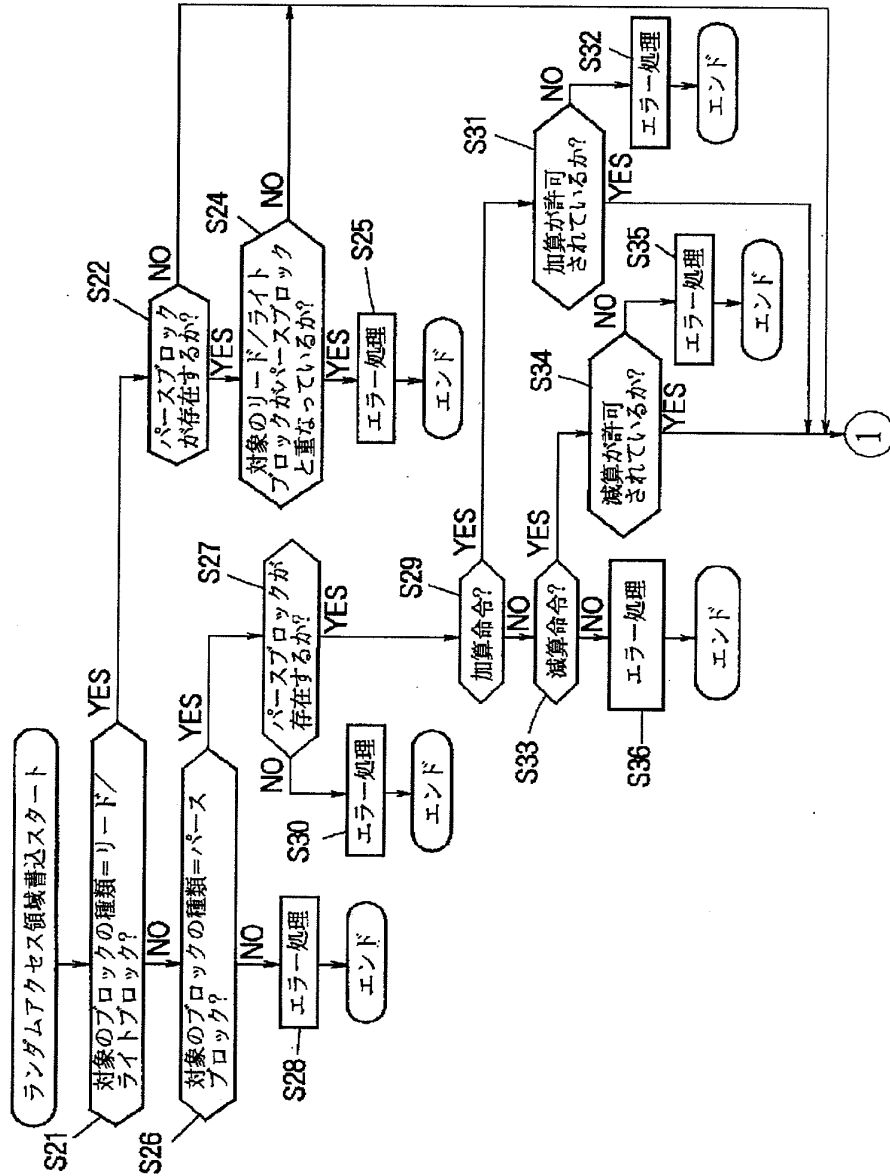 ランダムアクセス領域書込スタート
S21
対象のブロックの種類=リード/
ライトブロック?
YES
NO
S22
パースブロック
が存在するか?
NO
YES
S24
対象のリード/ライト
ブロックがパースブロック
と重なっているか?
NO
YES
S25
エラー処理
エンド
S26
対象のブロックの種類=パース
ブロック?
YES
NO
S28
エラー処理
エンド
S27
パースブロックが
存在するか?
NO
YES
S30
エラー処理
エンド
S29
加算命令?
YES
NO
S31
加算が許可
されているか?
NO
YES
S32
エラー処理
エンド
S33
減算命令?
YES
NO
S34
減算が許可
されているか?
NO
YES
S35
エラー処理
エンド
S36
エラー処理
エンド
1